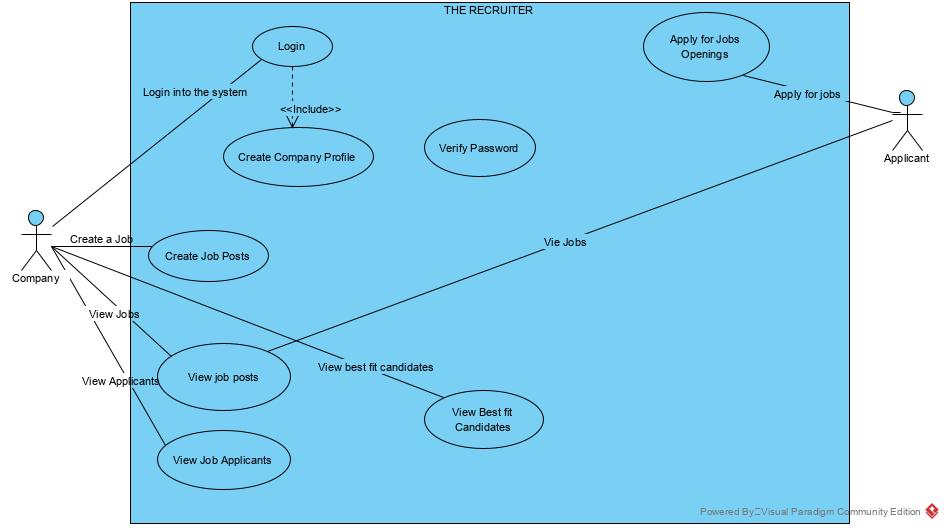 THE RECRUITER
Login
Apply for Jobs
Openings
Login into the system
Apply for jobs
<<Include>>
Verify Password
Create Company Profile
Applicant
Create a Job
Vie Jobs
Create Job Posts
Company
View Jobs
View best fit candidates
View job posts
View Applicants
View Best fit
Candidates
View Job Applicants
Powered By Visual Paradigm Community Edition